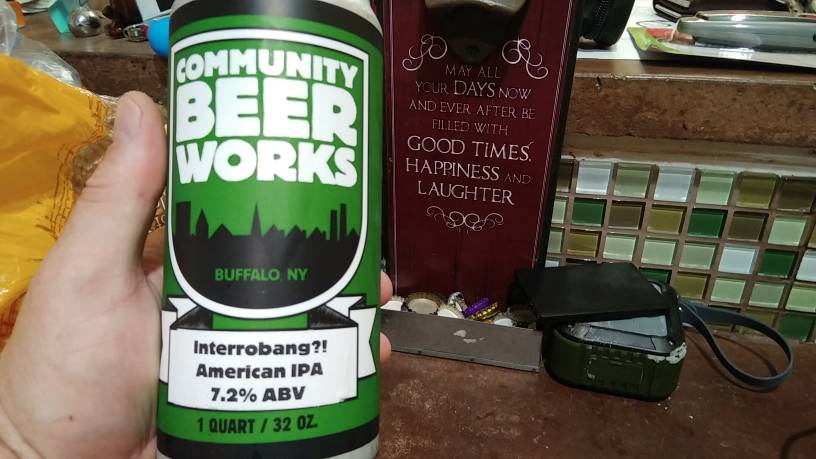 COMMUNITY
BEER
WORKS
BUFFALO, NY
Interrobang?!
American IPA
7.2% ABV
1 QUART / 32 OZ.
MAY ALL
YOUR DAYS NOW
AND EVER AFTER BE
FILLED WITH
GOOD TIMES,
HAPPINESS AND
LAUGHTER